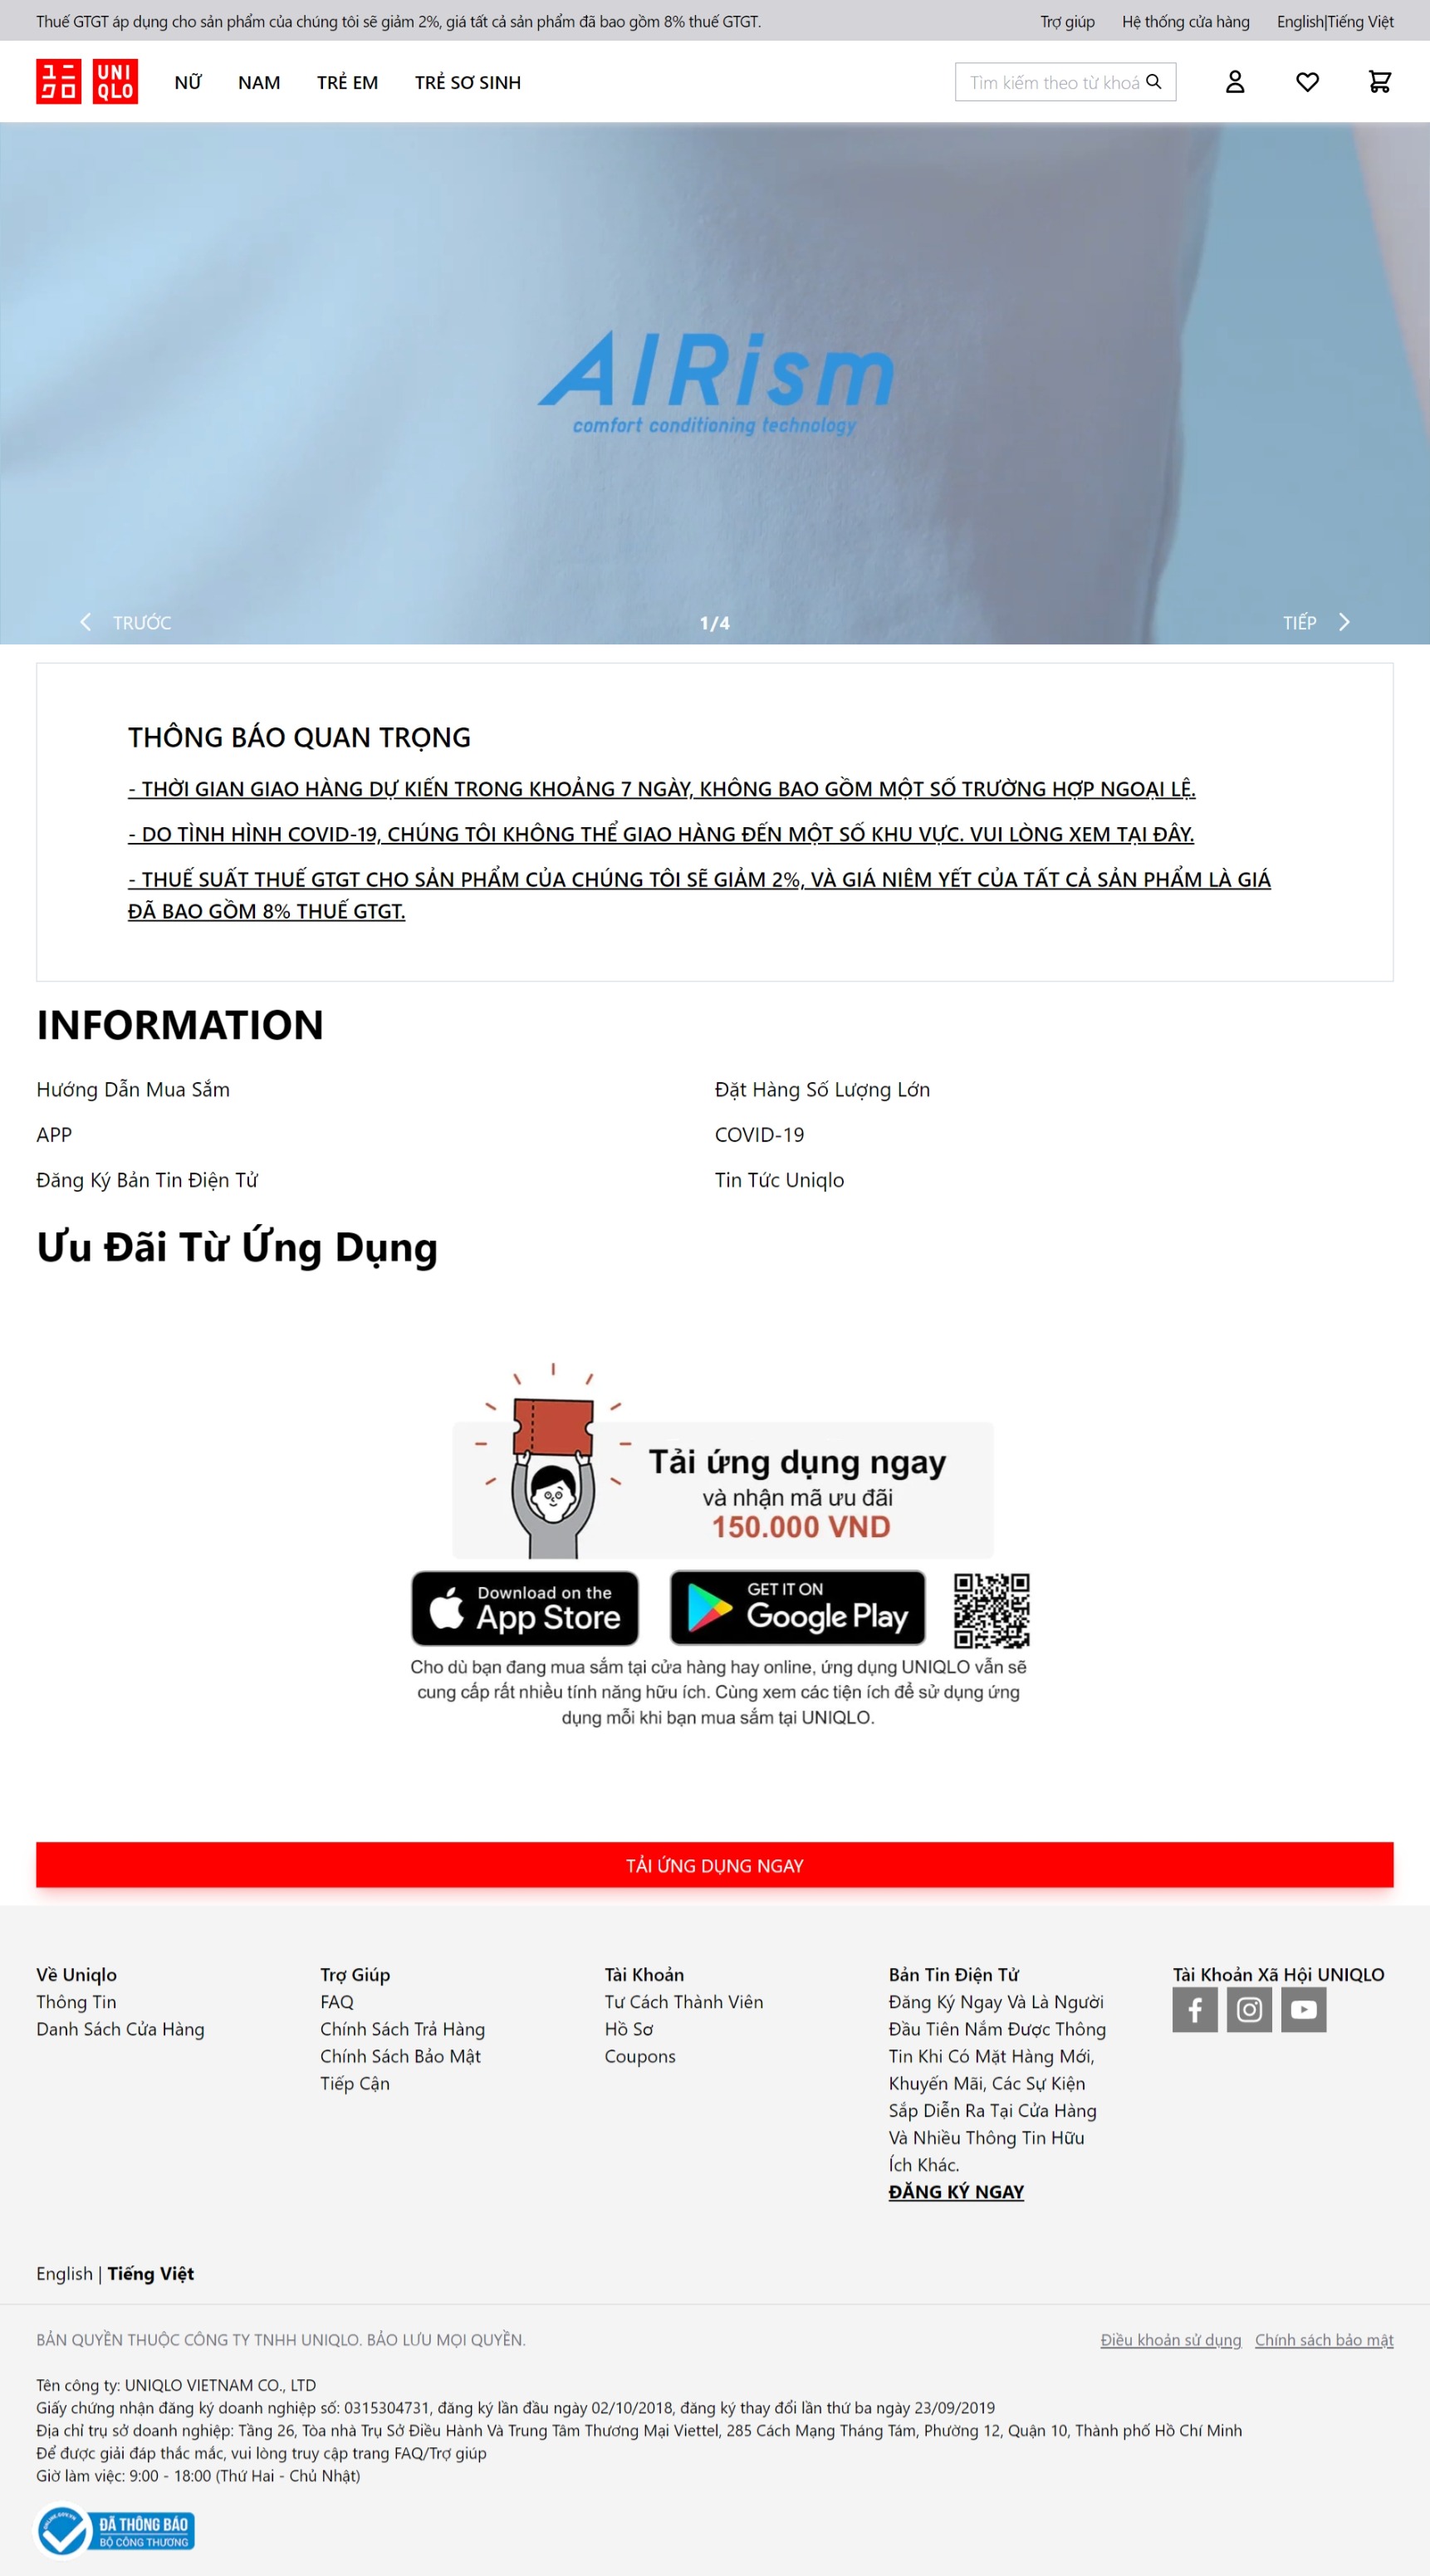 Thuế GTGT áp dụng cho sản phẩm của chúng tôi sẽ giảm 2%, giá tất cả sản phẩm đã bao gồm 8% thuế GTGT.
Trợ giúp
Hệ thống cửa hàng
English|Tiếng Việt
ユニクロ
UNIQLO
NỮ
NAM
TRẺ EM
TRẺ SƠ SINH
Tìm kiếm theo từ khoá
AIRism
comfort conditioning technology
TRƯỚC
1/4
TIẾP
THÔNG BÁO QUAN TRỌNG
- THỜI GIAN GIAO HÀNG DỰ KIẾN TRONG KHOẢNG 7 NGÀY, KHÔNG BAO GỒM MỘT SỐ TRƯỜNG HỢP NGOẠI LỆ.
- DO TÌNH HÌNH COVID-19, CHÚNG TÔI KHÔNG THỂ GIAO HÀNG ĐẾN MỘT SỐ KHU VỰC. VUI LÒNG XEM TẠI ĐÂY.
- THUẾ SUẤT THUẾ GTGT CHO SẢN PHẨM CỦA CHÚNG TÔI SẼ GIẢM 2%, VÀ GIÁ NIÊM YẾT CỦA TẤT CẢ SẢN PHẨM LÀ GIÁ
ĐÃ BAO GỒM 8% THUẾ GTGT.
INFORMATION
Hướng Dẫn Mua Sắm
Đặt Hàng Số Lượng Lớn
APP
COVID-19
Đăng Ký Bản Tin Điện Tử
Tin Tức Uniqlo
Ưu Đãi Từ Ứng Dụng
Tải ứng dụng ngay
và nhận mã ưu đãi
150.000 VND
Download on the
App Store
GET IT ON
Google Play
Cho dù bạn đang mua sắm tại cửa hàng hay online, ứng dụng UNIQLO vẫn sẽ
cung cấp rất nhiều tính năng hữu ích. Cùng xem các tiện ích để sử dụng ứng
dụng mỗi khi bạn mua sắm tại UNIQLO.
TẢI ỨNG DỤNG NGAY
Về Uniqlo
Thông Tin
Danh Sách Cửa Hàng
Trợ Giúp
FAQ
Chính Sách Trả Hàng
Chính Sách Bảo Mật
Tiếp Cận
Tài Khoản
Tư Cách Thành Viên
Hồ Sơ
Coupons
Bản Tin Điện Tử
Đăng Ký Ngay Và Là Người
Đầu Tiên Nắm Được Thông
Tin Khi Có Mặt Hàng Mới,
Khuyến Mãi, Các Sự Kiện
Sắp Diễn Ra Tại Cửa Hàng
Và Nhiều Thông Tin Hữu
Ích Khác.
ĐĂNG KÝ NGAY
Tài Khoản Xã Hội UNIQLO
English | Tiếng Việt
BẢN QUYỀN THUỘC CÔNG TY TNHH UNIQLO. BẢO LƯU MỌI QUYỀN.
Điều khoản sử dụng
Chính sách bảo mật
Tên công ty: UNIQLO VIETNAM CO., LTD
Giấy chứng nhận đăng ký doanh nghiệp số: 0315304731, đăng ký lần đầu ngày 02/10/2018, đăng ký thay đổi lần thứ ba ngày 23/09/2019
Địa chỉ trụ sở doanh nghiệp: Tầng 26, Tòa nhà Trụ Sở Điều Hành Và Trung Tâm Thương Mại Viettel, 285 Cách Mạng Tháng Tám, Phường 12, Quận 10, Thành phố Hồ Chí Minh
Để được giải đáp thắc mắc, vui lòng truy cập trang FAQ/Trợ giúp
Giờ làm việc: 9:00 - 18:00 (Thứ Hai - Chủ Nhật)
ONLINE.GOV.VN
ĐÃ THÔNG BÁO
BỘ CÔNG THƯƠNG